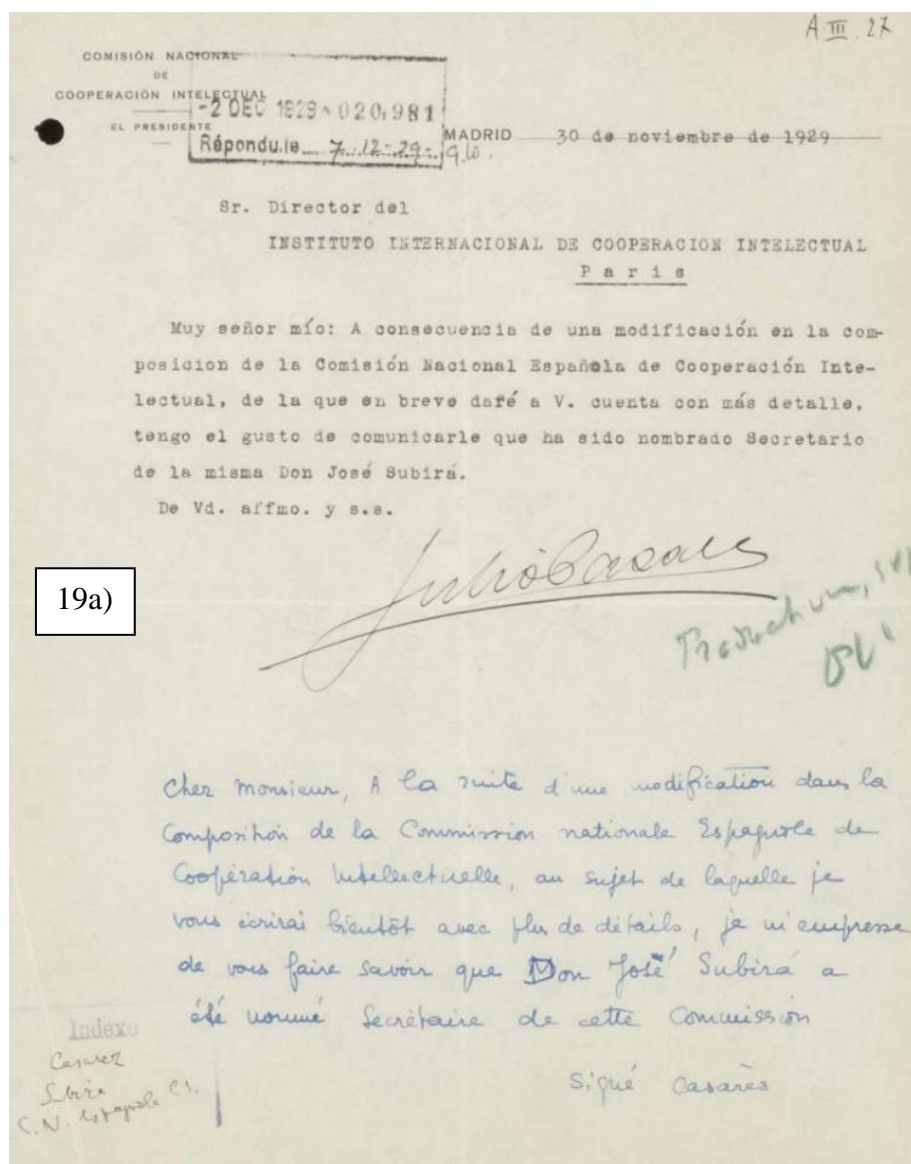 A III. 27
COMISIÓN NACIONAL
DE
COOPERACIÓN INTELECTUAL
EL PRESIDENTE
-2 DEC 1929 020,981
Répondu.le 7-12-29-
MADRID 30 de noviembre de 1929
Sr. Director del
INSTITUTO INTERNACIONAL DE COOPERACION INTELECTUAL
Paris
Muy señor mío: A consecuencia de una modificación en la com-
posicion de la Comisión Nacional Española de Cooperación Inte-
lectual, de la que en breve daré a V. cuenta con más detalle,
tengo el gusto de comunicarle que ha sido nombrado Secretario
de la misma Don José Subirá.
De Vd. affmo. y s.s.
Julio Casares
19a)
Cher Monsieur, A la suite d'une modification dans la
Composition de la Commission nationale Espagnole de
Coopération Intellectuelle, au sujet de laquelle je
vous écrirai bientôt avec plus de détails, je m'empresse
de vous faire savoir que Don José Subirá a
été nommé Secrétaire de cette Commission
Signé Casarès
Indexé
Casarez
Subira
C.N. Espagnole C.I.